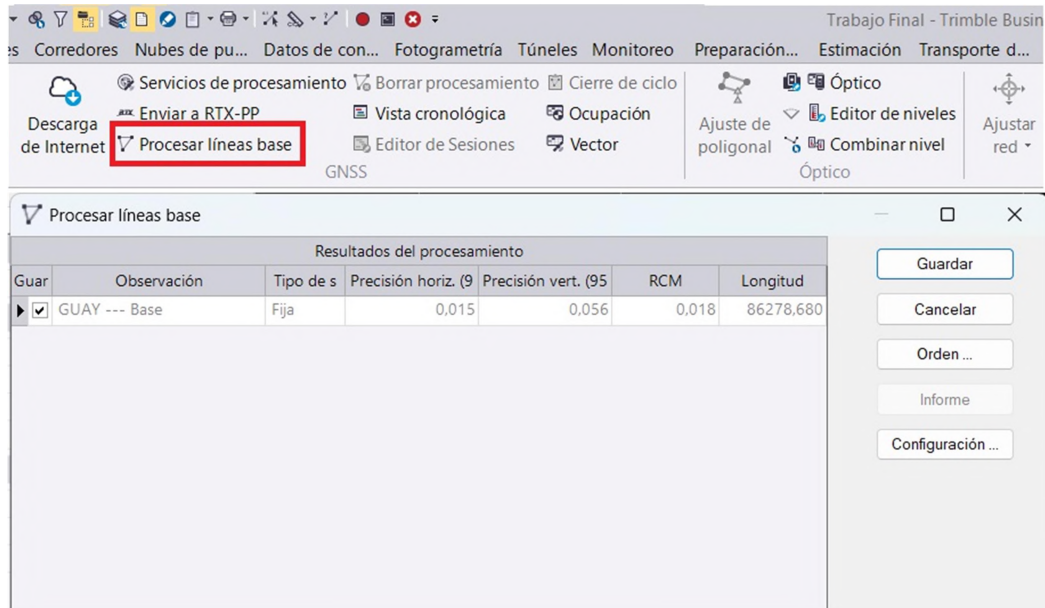 Trabajo Final - Trimble Busin
es Corredores Nubes de pu... Datos de con... Fotogrametría Túneles Monitoreo Preparación... Estimación Transporte d...
Descarga de Internet
Servicios de procesamiento
RTX Enviar a RTX-PP
Procesar líneas base
Borrar procesamiento
Vista cronológica
Editor de Sesiones
Cierre de ciclo
Ocupación
Vector
GNSS
Ajuste de poligonal
Óptico
Editor de niveles
Combinar nivel
Óptico
Ajustar red
Procesar líneas base
Resultados del procesamiento
Guar Observación Tipo de s Precisión horiz. (9 Precisión vert. (95 RCM Longitud
GUAY --- Base Fija 0,015 0,056 0,018 86278,680
Guardar
Cancelar
Orden ...
Informe
Configuración ...